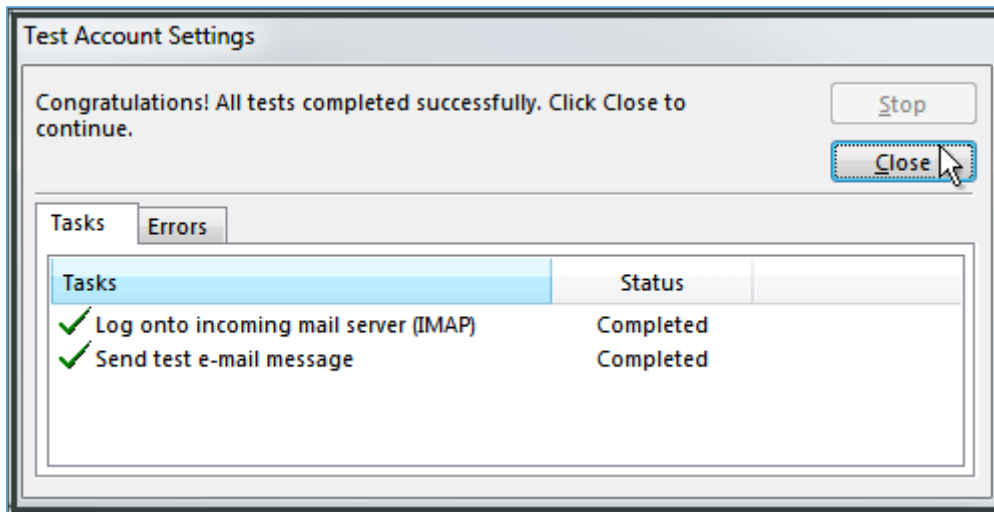 Test Account Settings
Congratulations! All tests completed successfully. Click Close to
continue.
Stop
Close
Tasks
Errors
Tasks Status
Log onto incoming mail server (IMAP) Completed
Send test e-mail message Completed